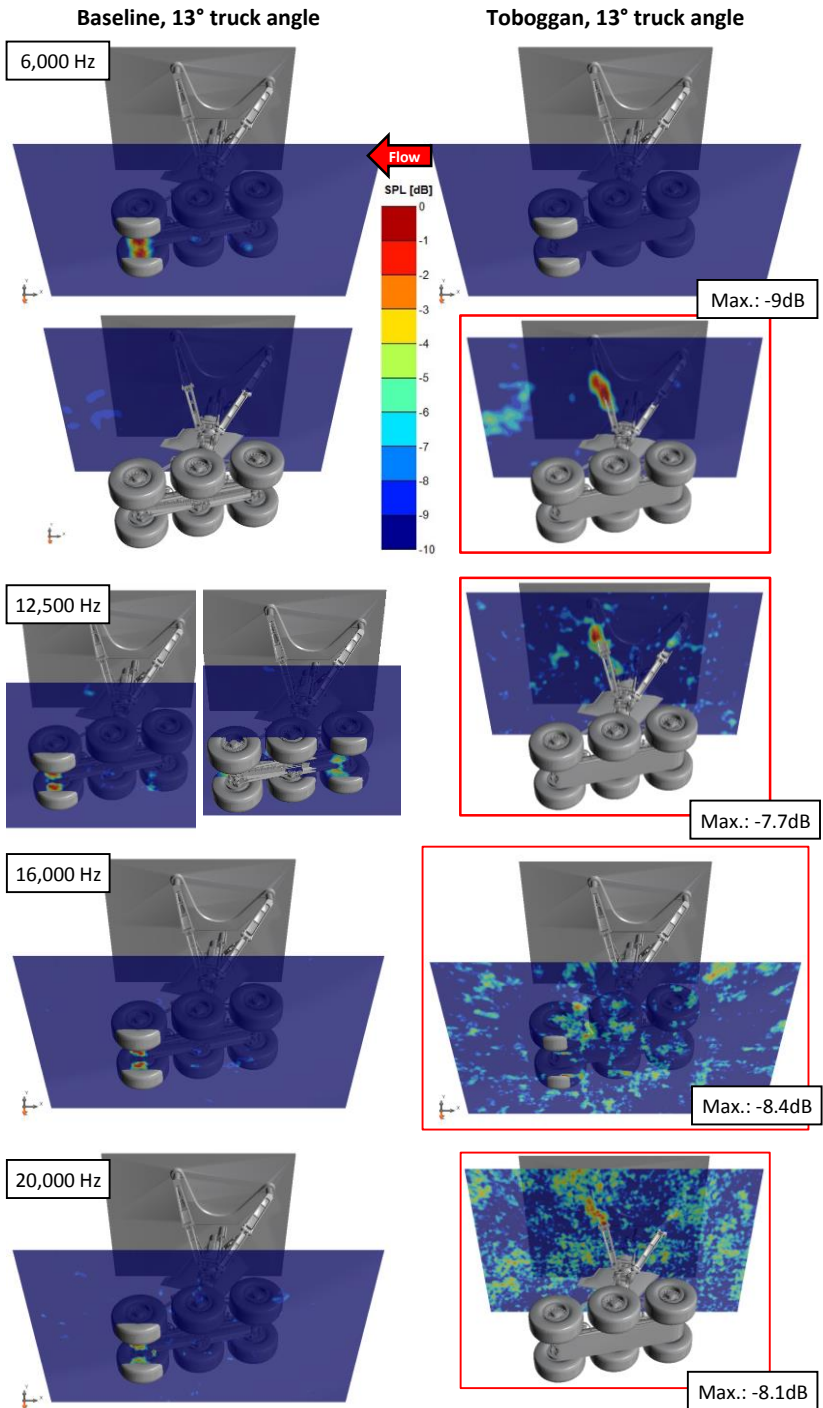 Baseline, 13° truck angle
Toboggan, 13° truck angle
6,000 Hz
Flow
SPL [dB]
0
-1
-2
-3
-4
-5
-6
-7
-8
-9
-10
Max.: -9dB
12,500 Hz
Max.: -7.7dB
16,000 Hz
Max.: -8.4dB
20,000 Hz
Max.: -8.1dB